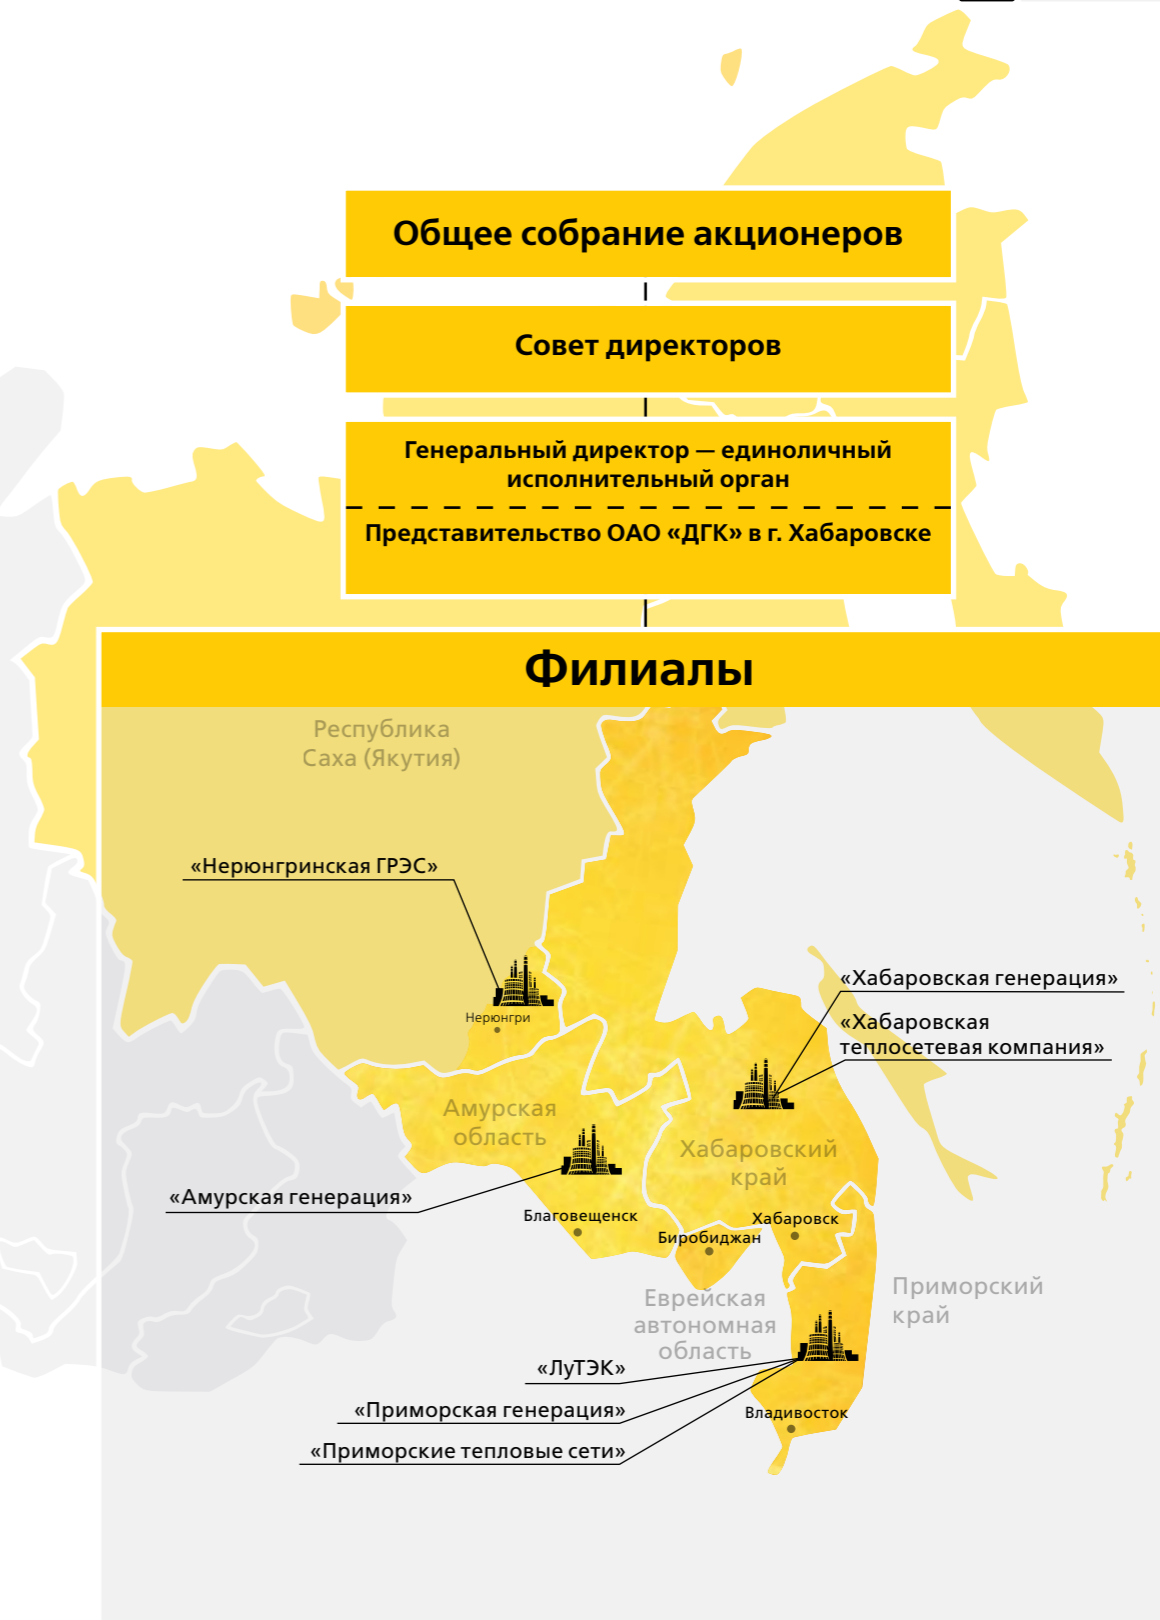 Общее собрание акционеров
Совет директоров
Генеральный директор — единоличный
исполнительный орган
Представительство ОАО «ДГК» в г. Хабаровске
Филиалы
Республика
Саха (Якутия)
«Нерюнгринская ГРЭС»
Нерюнгри
«Хабаровская генерация»
«Хабаровская
теплосетевая компания»
Амурская
область
Хабаровский
край
«Амурская генерация»
Благовещенск
Хабаровск
Биробиджан
Еврейская
автономная
область
Приморский
край
«ЛуТЭК»
«Приморская генерация»
Владивосток
«Приморские тепловые сети»